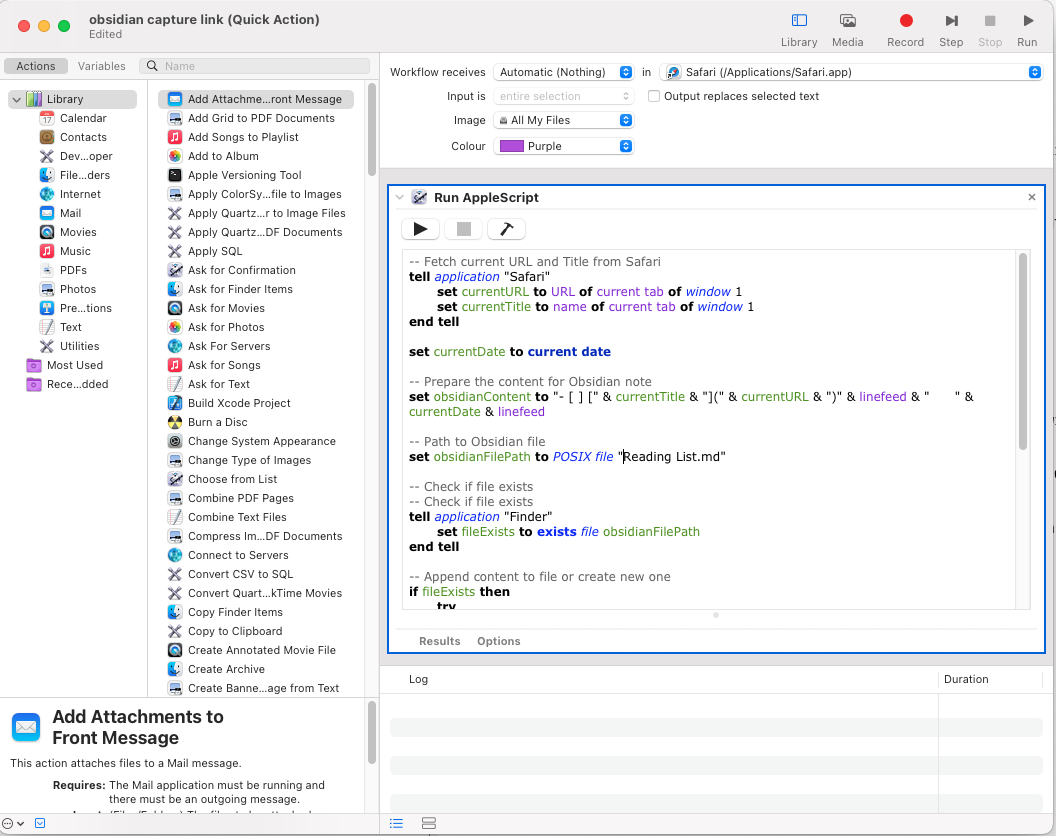 obsidian capture link (Quick Action)
Edited
Library
Media
Record
Step
Stop
Run
Actions
Variables
Name
Library
Calendar
Contacts
Dev...oper
File...ders
Internet
Mail
Movies
Music
PDFs
Photos
Pre...tions
Text
Utilities
Most Used
Rece...dded
Add Attachme...ront Message
Add Grid to PDF Documents
Add Songs to Playlist
Add to Album
Apple Versioning Tool
Apply ColorSy...file to Images
Apply Quartz...r to Image Files
Apply Quartz...DF Documents
Apply SQL
Ask for Confirmation
Ask for Finder Items
Ask for Movies
Ask for Photos
Ask For Servers
Ask for Songs
Ask for Text
Build Xcode Project
Burn a Disc
Change System Appearance
Change Type of Images
Choose from List
Combine PDF Pages
Combine Text Files
Compress Im...DF Documents
Connect to Servers
Convert CSV to SQL
Convert Quart...kTime Movies
Copy Finder Items
Copy to Clipboard
Create Annotated Movie File
Create Archive
Create Banne...age from Text
Add Attachments to
Front Message
This action attaches files to a Mail message.
Requires: The Mail application must be running and
there must be an outgoing message.
Workflow receives Automatic (Nothing) in Safari (/Applications/Safari.app)
Input is entire selection Output replaces selected text
Image All My Files
Colour Purple
Run AppleScript
-- Fetch current URL and Title from Safari
tell application "Safari"
set currentURL to URL of current tab of window 1
set currentTitle to name of current tab of window 1
end tell
set currentDate to current date
-- Prepare the content for Obsidian note
set obsidianContent to "- [ ] [" & currentTitle & "](" & currentURL & ")" & linefeed & "       " &
currentDate & linefeed
-- Path to Obsidian file
set obsidianFilePath to POSIX file "Reading List.md"
-- Check if file exists
-- Check if file exists
tell application "Finder"
set fileExists to exists file obsidianFilePath
end tell
-- Append content to file or create new one
if fileExists then
try
Results Options
Log Duration